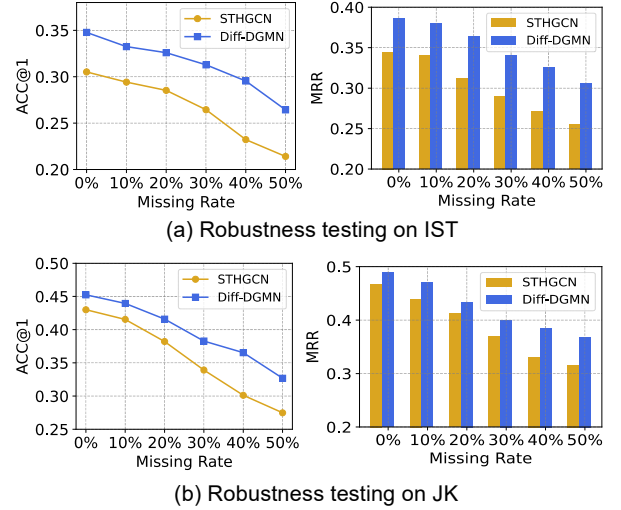 ACC@1
0.35
0.30
0.25
0.20
STHGCN
Diff-DGMN
0% 10% 20% 30% 40% 50%
Missing Rate
MRR
0.40
0.35
0.30
0.25
0.20
STHGCN
Diff-DGMN
0% 10% 20% 30% 40% 50%
Missing Rate
(a) Robustness testing on IST
ACC@1
0.50
0.45
0.40
0.35
0.30
0.25
STHGCN
Diff-DGMN
0% 10% 20% 30% 40% 50%
Missing Rate
MRR
0.5
0.4
0.3
0.2
STHGCN
Diff-DGMN
0% 10% 20% 30% 40% 50%
Missing Rate
(b) Robustness testing on JK